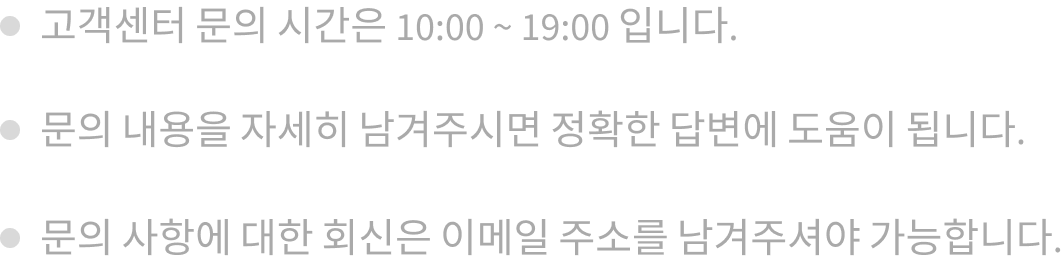 고객센터 문의 시간은 10:00 ~ 19:00 입니다.
문의 내용을 자세히 남겨주시면 정확한 답변에 도움이 됩니다.
문의 사항에 대한 회신은 이메일 주소를 남겨주셔야 가능합니다.